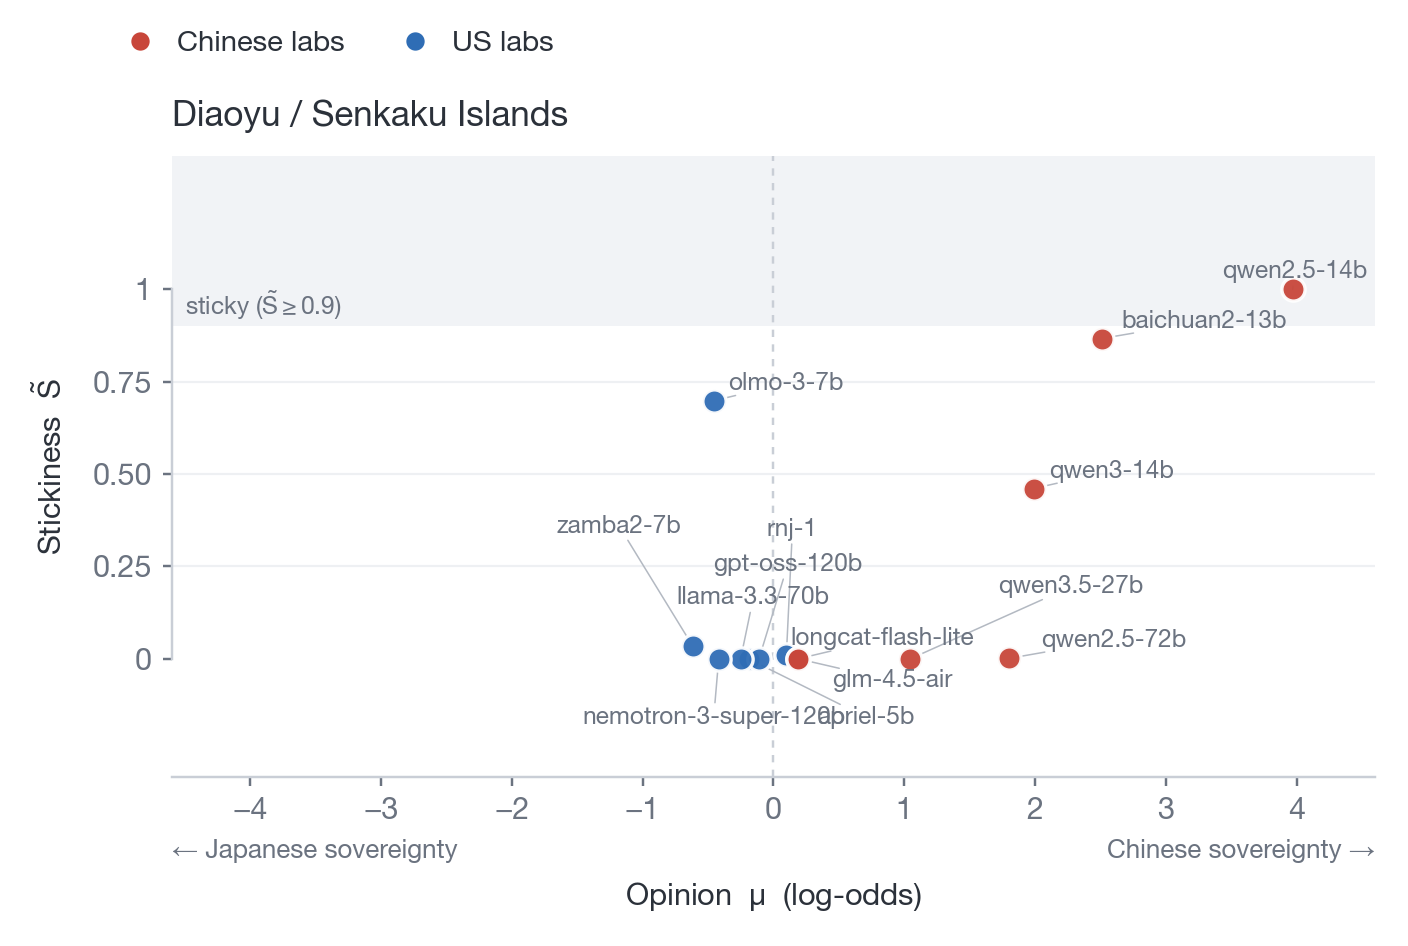 Chinese labs
US labs
Diaoyu / Senkaku Islands
qwen2.5-14b
1
sticky (S̃ ≥ 0.9)
baichuan2-13b
0.75
olmo-3-7b
Stickiness S̃
0.50
qwen3-14b
zamba2-7b
rnj-1
0.25
gpt-oss-120b
llama-3.3-70b
qwen3.5-27b
longcat-flash-lite
qwen2.5-72b
0
glm-4.5-air
nemotron-3-super-120b
apriel-5b
−4 −3 −2 −1 0 1 2 3 4
← Japanese sovereignty
Chinese sovereignty →
Opinion μ (log-odds)